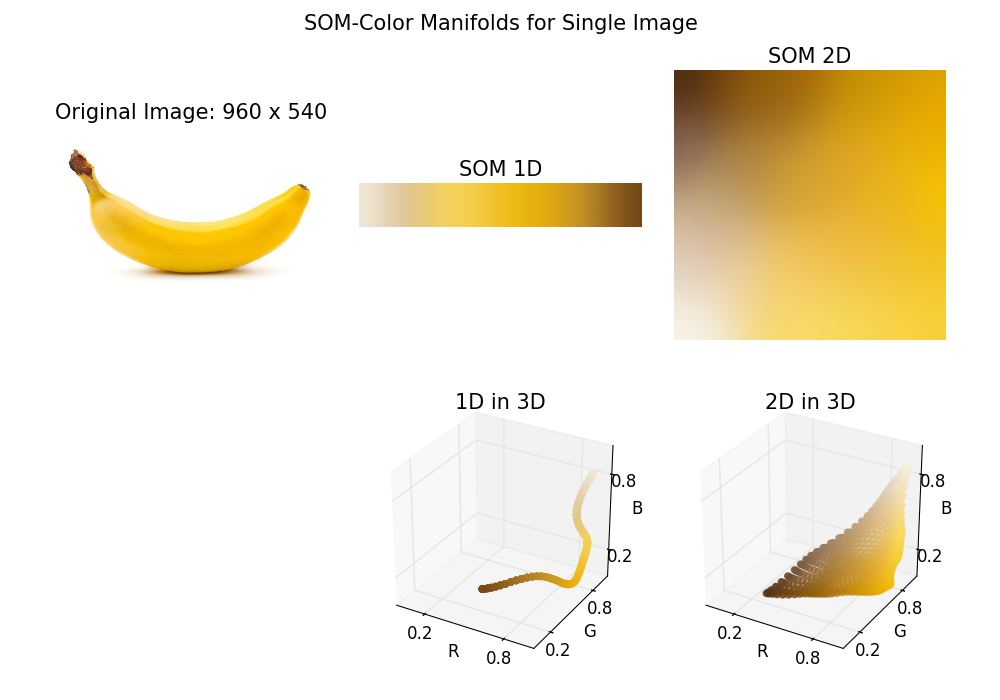 SOM-Color Manifolds for Single Image
SOM 2D
Original Image: 960 x 540
SOM 1D
1D in 3D
2D in 3D
0.8
B
0.2
0.8
G
0.2
0.2
R
0.8
0.8
B
0.2
0.8
G
0.2
0.2
R
0.8